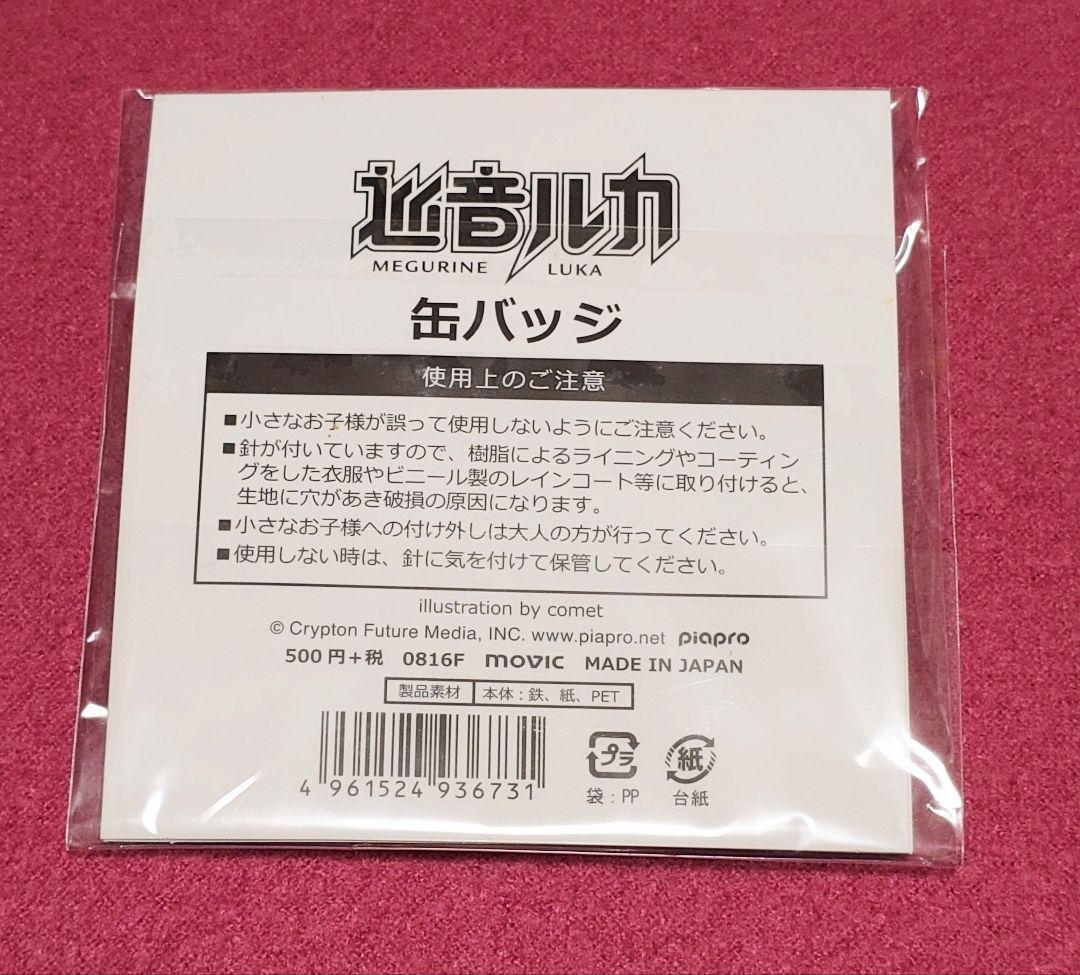 巡音ルカ
MEGURINE LUKA
缶バッジ
使用上のご注意
■小さなお子様が誤って使用しないようにご注意ください。
■針が付いていますので、樹脂によるライニングやコーティン
グをした衣服やビニール製のレインコート等に取り付けると、
生地に穴があき破損の原因になります。
■小さなお子様への付け外しは大人の方が行ってください。
■使用しない時は、針に気を付けて保管してください。
illustration by comet
© Crypton Future Media, INC. www.piapro.net piapro
500円+税 0816F movic MADE IN JAPAN
製品素材 本体：鉄、紙、PET
4 961524 936731
プラ 紙
袋：PP 台紙